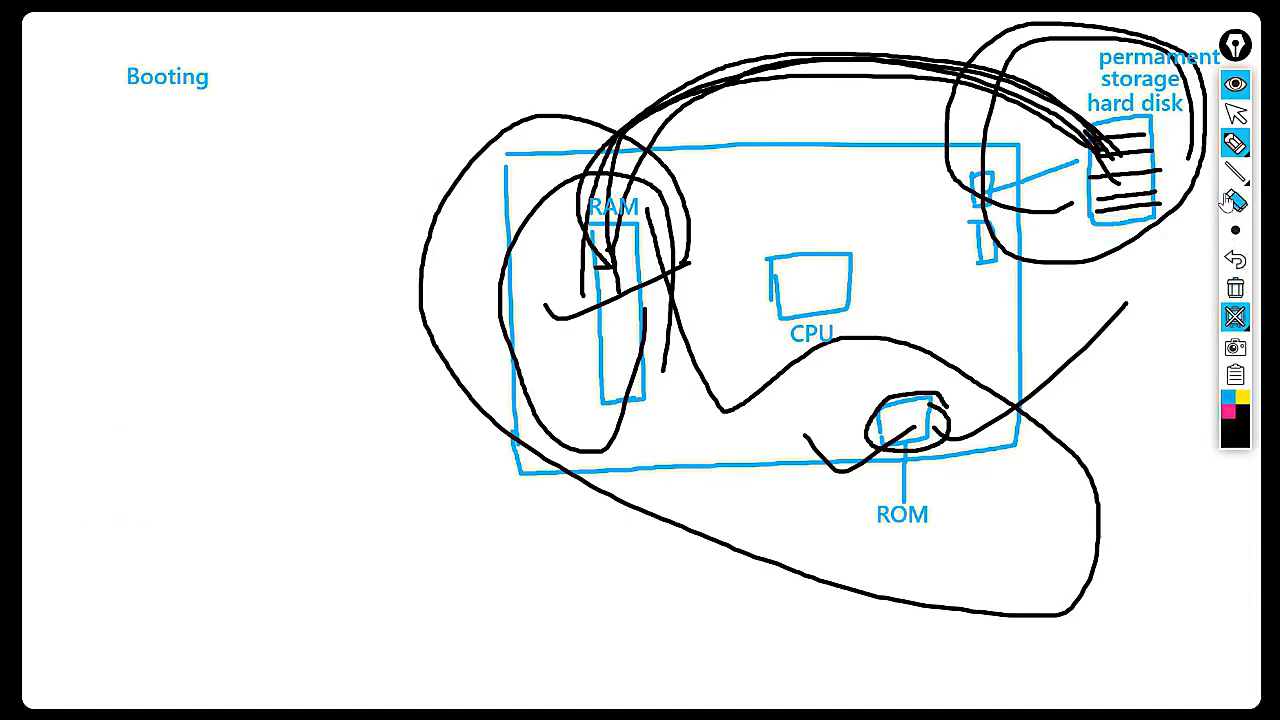 Booting
permament
storage
hard disk
RAM
CPU
ROM